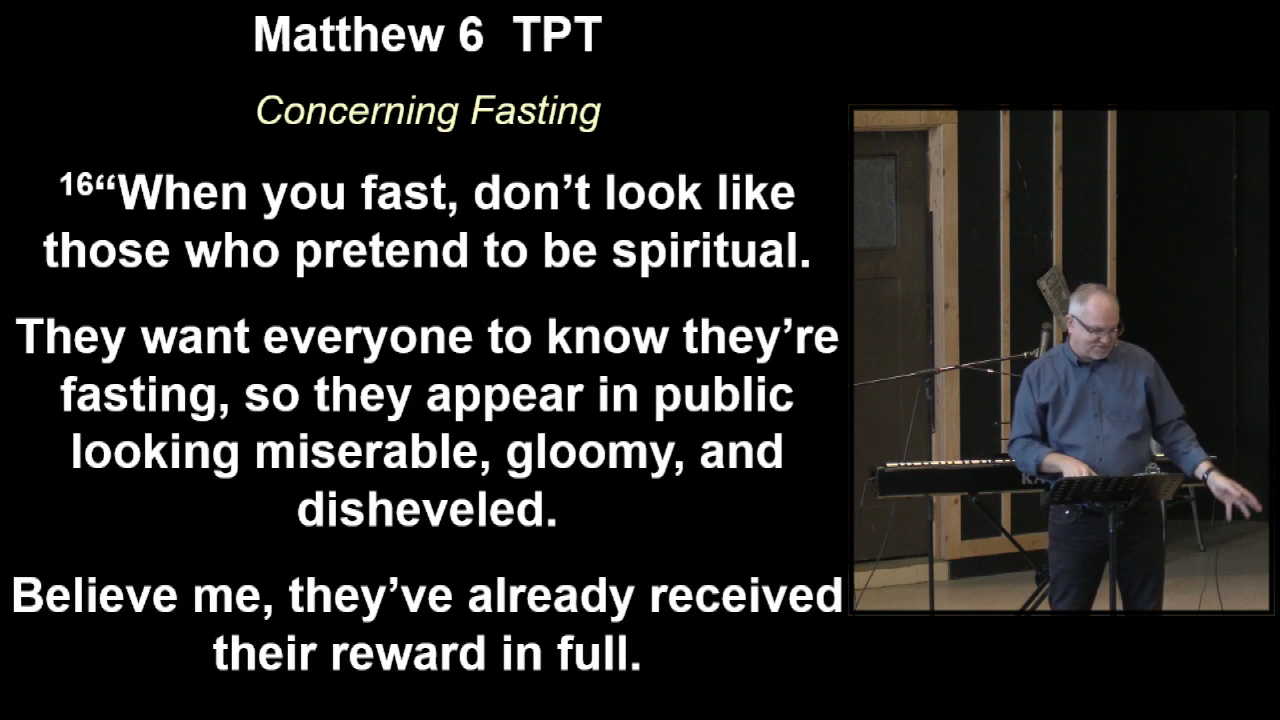 Matthew 6 TPT
Concerning Fasting
16“When you fast, don’t look like
those who pretend to be spiritual.
They want everyone to know they’re
fasting, so they appear in public
looking miserable, gloomy, and
disheveled.
Believe me, they’ve already received
their reward in full.